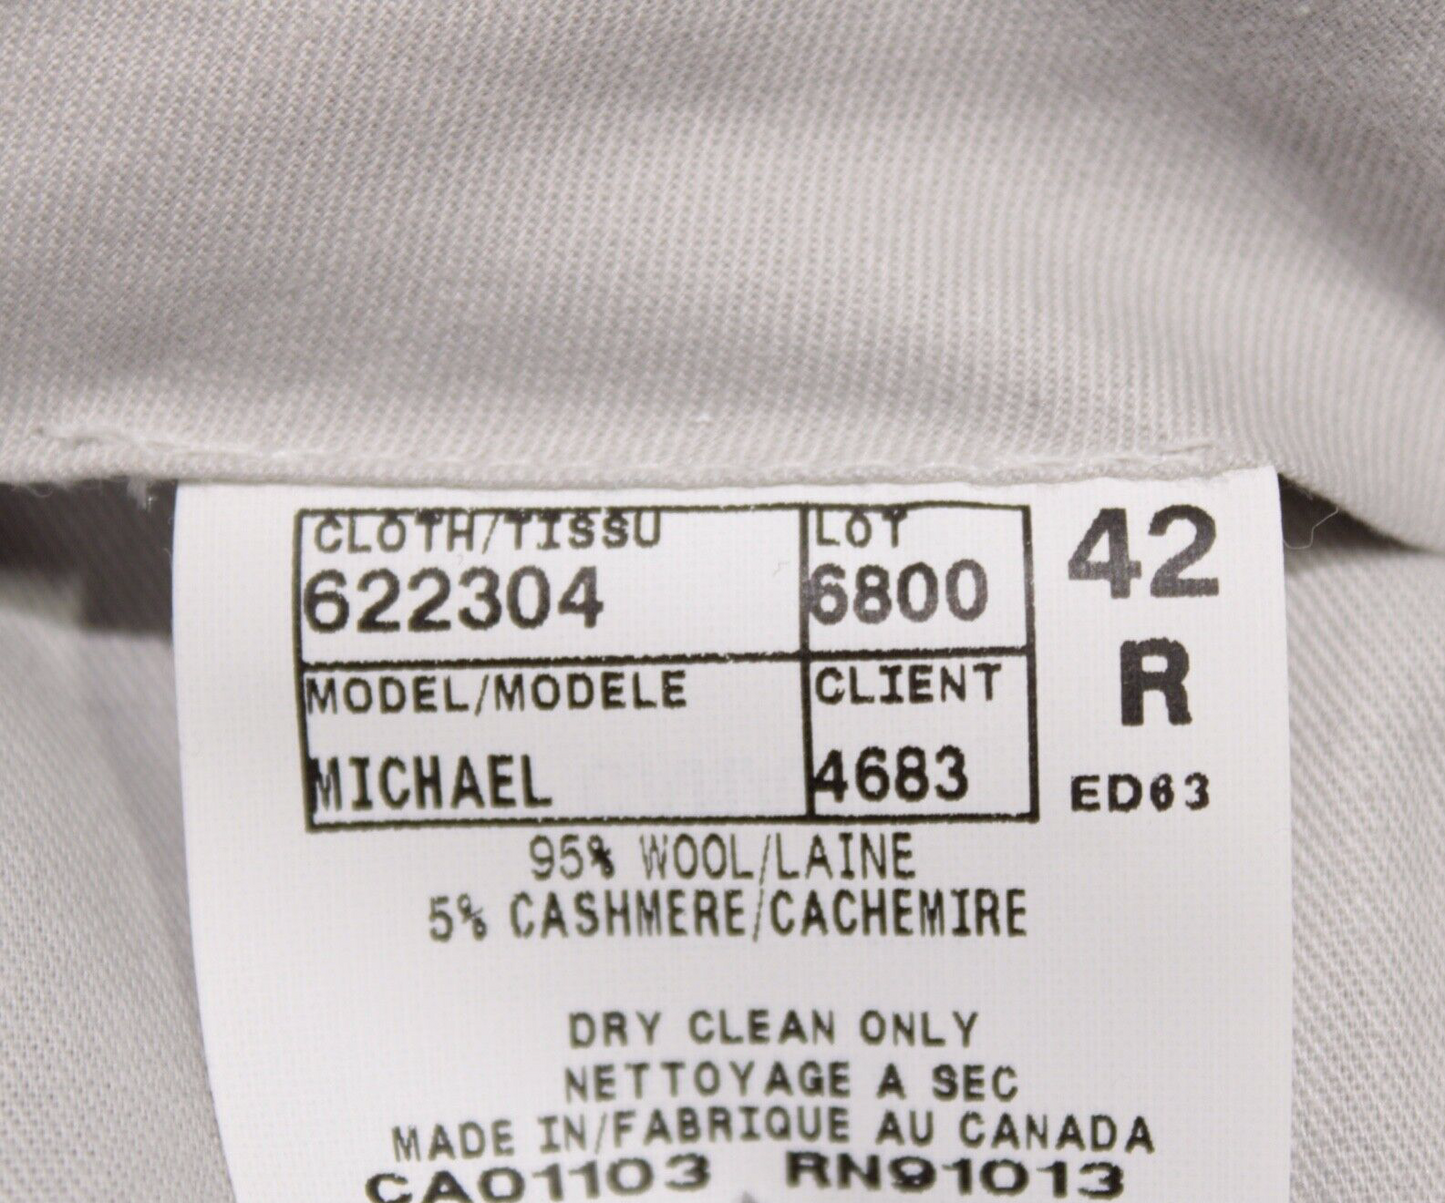 CLOTH/TISSU LOT 42
622304 6800
MODEL/MODELE CLIENT R
MICHAEL 4683 ED63
95% WOOL/LAINE
5% CASHMERE/CACHEMIRE
DRY CLEAN ONLY
NETTOYAGE A SEC
MADE IN/FABRIQUE AU CANADA
CA01103 RN91013